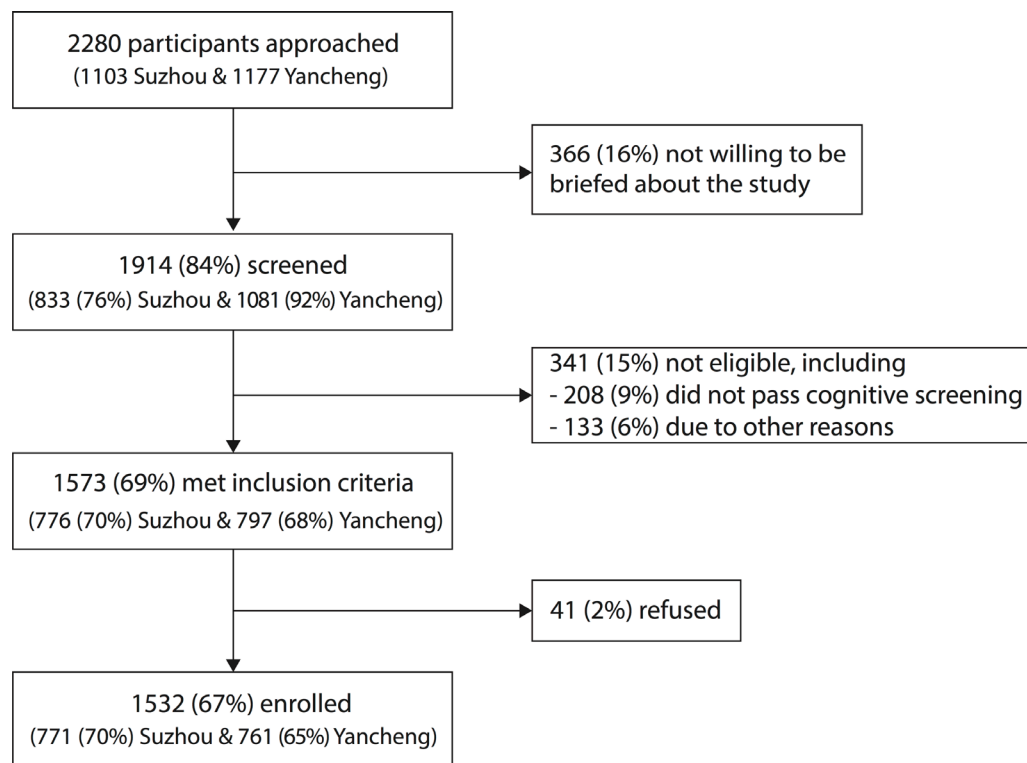 2280 participants approached
(1103 Suzhou & 1177 Yancheng)
366 (16%) not willing to be
briefed about the study
1914 (84%) screened
(833 (76%) Suzhou & 1081 (92%) Yancheng)
341 (15%) not eligible, including
- 208 (9%) did not pass cognitive screening
- 133 (6%) due to other reasons
1573 (69%) met inclusion criteria
(776 (70%) Suzhou & 797 (68%) Yancheng)
41 (2%) refused
1532 (67%) enrolled
(771 (70%) Suzhou & 761 (65%) Yancheng)